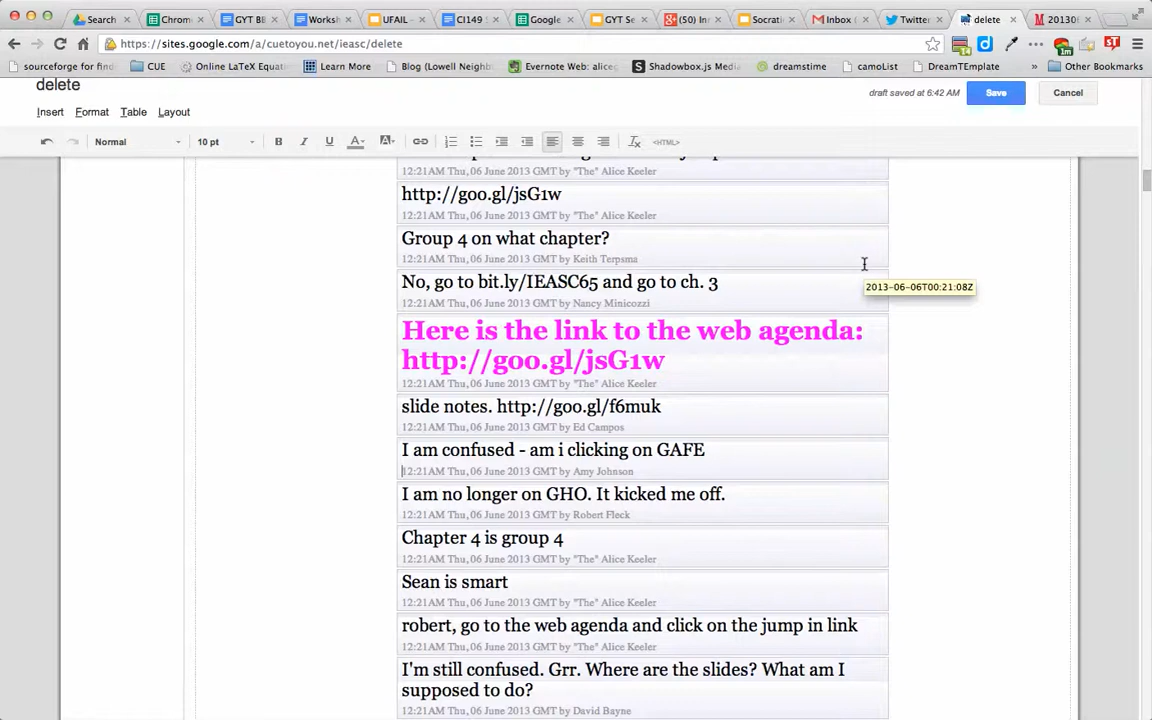 Search
Chrom
GYT Bl
Works
UFAIL -
CI149
Google
GYT Se
(50) In
Socrati
Inbox (
Twitter
delete
20130
https://sites.google.com/a/cuetoyou.net/ieasc/delete
sourceforge for find
CUE
Online LaTeX Equat
Learn More
Blog (Lowell Neighb
Evernote Web: alice
Shadowbox.js Med
dreamstime
camoList
DreamTEmplate
Other Bookmarks
delete
draft saved at 6:42 AM
Save
Cancel
Insert Format Table Layout
Normal 10 pt B I U A A <HTML>
12:21AM Thu, 06 June 2013 GMT by "The" Alice Keeler
http://goo.gl/jsG1w
12:21AM Thu, 06 June 2013 GMT by "The" Alice Keeler
Group 4 on what chapter?
12:21AM Thu, 06 June 2013 GMT by Keith Terpsma
No, go to bit.ly/IEASC65 and go to ch. 3
2013-06-06T00:21:08Z
12:21AM Thu, 06 June 2013 GMT by Nancy Minicozzi
Here is the link to the web agenda:
http://goo.gl/jsG1w
12:21AM Thu, 06 June 2013 GMT by "The" Alice Keeler
slide notes. http://goo.gl/f6muk
12:21AM Thu, 06 June 2013 GMT by Ed Campos
I am confused - am i clicking on GAFE
12:21AM Thu, 06 June 2013 GMT by Amy Johnson
I am no longer on GHO. It kicked me off.
12:21AM Thu, 06 June 2013 GMT by Robert Fleck
Chapter 4 is group 4
12:21AM Thu, 06 June 2013 GMT by "The" Alice Keeler
Sean is smart
12:21AM Thu, 06 June 2013 GMT by "The" Alice Keeler
robert, go to the web agenda and click on the jump in link
12:21AM Thu, 06 June 2013 GMT by "The" Alice Keeler
I'm still confused. Grr. Where are the slides? What am I
supposed to do?
12:21AM Thu, 06 June 2013 GMT by David Bayne